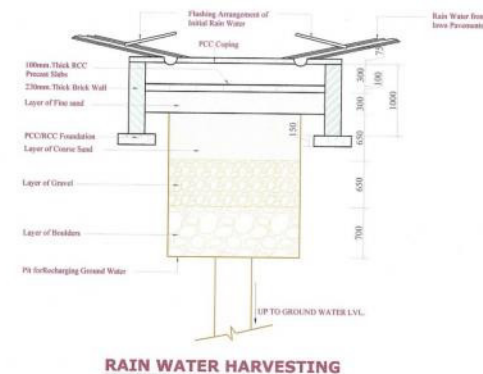 Flushing Arrangement of
Initial Rain Water
Rain Water from
PCC Coping
100mm.Thick RCC
Precast Slabs
230mm.Thick Brick Wall
Layer of Fine sand
PCC/RCC Foundation
Layer of Coarse Sand
Layer of Gravel
Layer of Boulders
Pit for Recharging Ground Water
75
300
100
300
1000
150
650
650
700
UP TO GROUND WATER LVL.
RAIN WATER HARVESTING